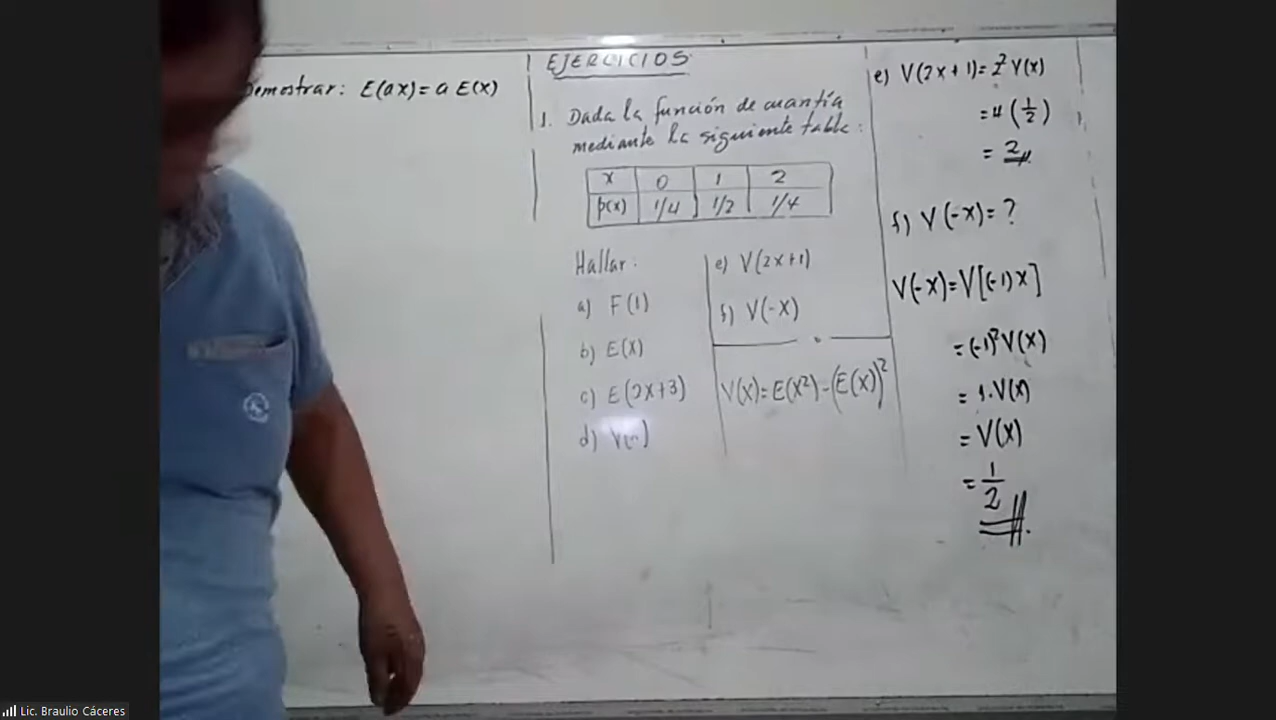 Demostrar: E(ax)= a E(x)
EJERCICIOS
1. Dada la función de cuantía
mediante la siguiente tabla:
x 0 1 2
p(x) 1/4 1/2 1/4
Hallar:
a) F(1)
b) E(x)
c) E(2x+3)
d)
e) V(2x+1)
f) V(-x)
V(x)=E(x²)-(E(x))²
e) V(2x+1)=2²V(x)
=4(1/2)
=2
f) V(-x)=?
V(-x)=V[(-1)x]
=(-1)²V(x)
=1.V(x)
=V(x)
=1/2
Lic. Braulio Cáceres